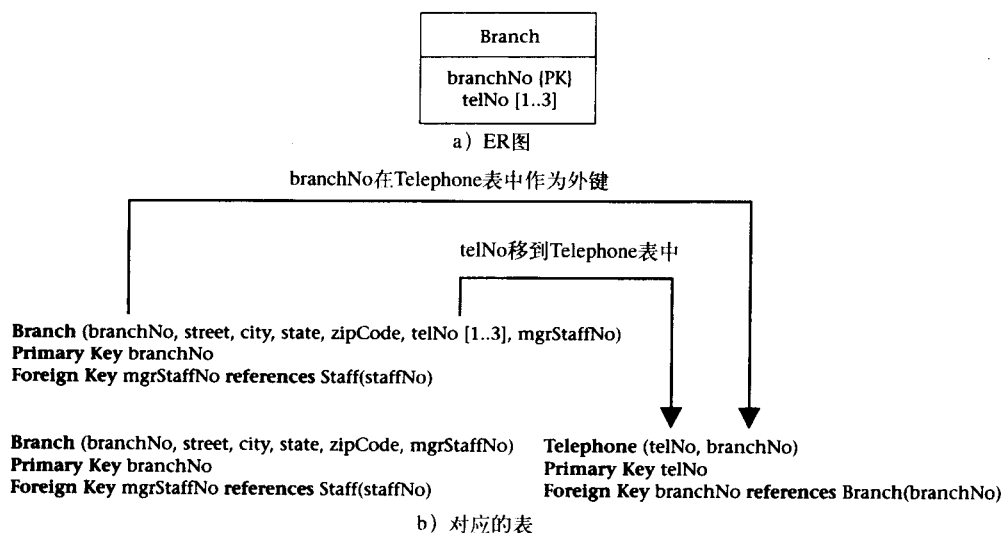 Branch
branchNo {PK}
telNo [1..3]
a）ER图
branchNo在Telephone表中作为外键
telNo移到Telephone表中
Branch (branchNo, street, city, state, zipCode, telNo [1..3], mgrStaffNo)
Primary Key branchNo
Foreign Key mgrStaffNo references Staff(staffNo)
Branch (branchNo, street, city, state, zipCode, mgrStaffNo)
Primary Key branchNo
Foreign Key mgrStaffNo references Staff(staffNo)
Telephone (telNo, branchNo)
Primary Key telNo
Foreign Key branchNo references Branch(branchNo)
b）对应的表